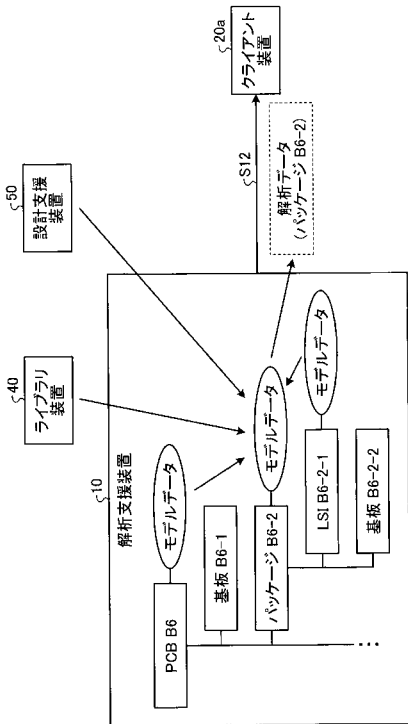 40
ライブラリ
装置
50
設計支援
装置
20a
クライアント
装置
S12
解析データ
(パッケージ B6-2)
10
解析支援装置
PCB B6
モデルデータ
基板 B6-1
パッケージ B6-2
モデルデータ
LSI B6-2-1
モデルデータ
基板 B6-2-2
…